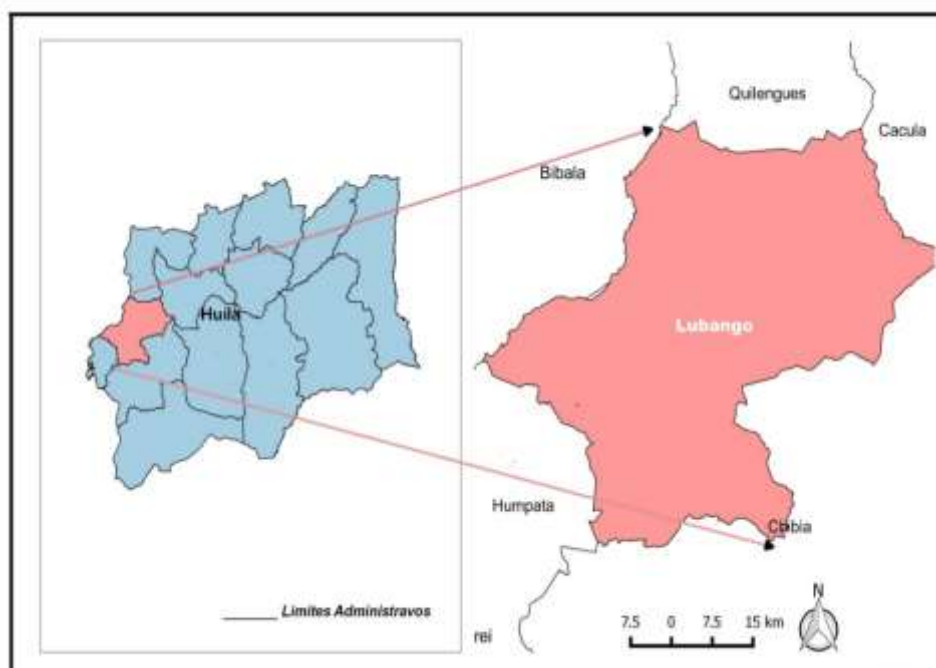 Quilengues
Cacula
Bibala
Huila
Lubango
Humpata
Chibia
Limites Administravos
rei
N
7.5 0 7.5 15 km